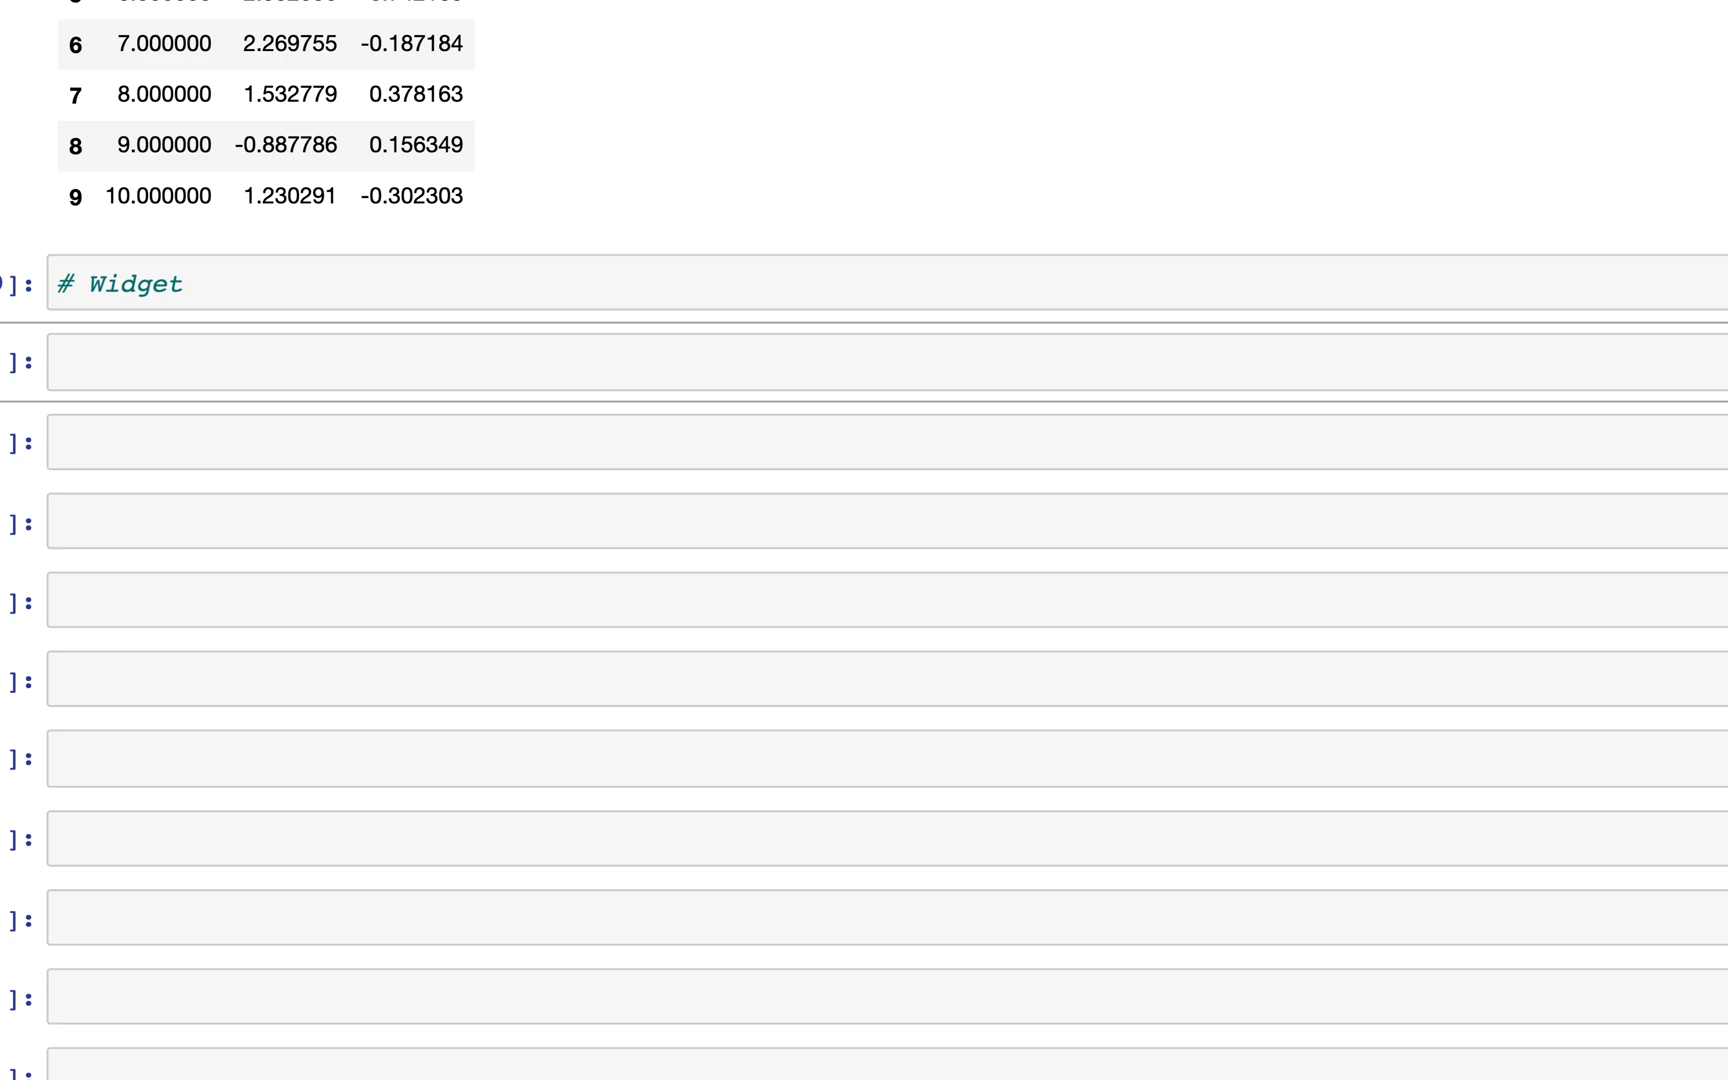 6 7.000000 2.269755 -0.187184
7 8.000000 1.532779 0.378163
8 9.000000 -0.887786 0.156349
9 10.000000 1.230291 -0.302303
]: # Widget
]:
]:
]:
]:
]:
]:
]:
]:
]:
]: